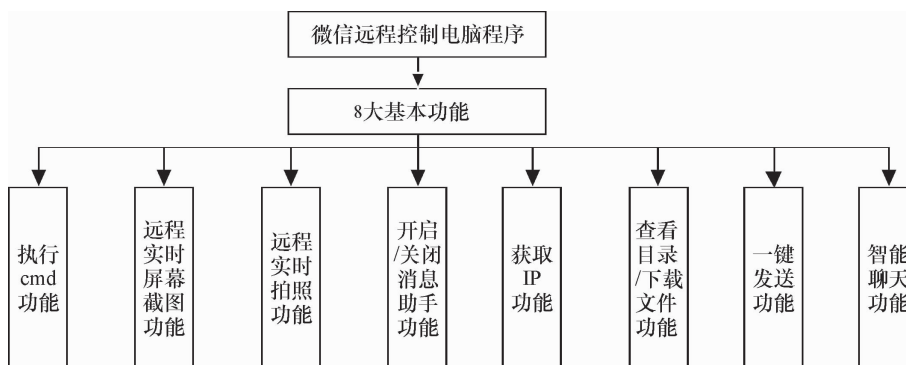 微信远程控制电脑程序
8大基本功能
执行
cmd
功能
远程
实时
屏幕
截图
功能
远程
实时
拍照
功能
开启
/关闭
消息
助手
功能
获取
IP
功能
查看
目录
/下载
文件
功能
一键
发送
功能
智能
聊天
功能